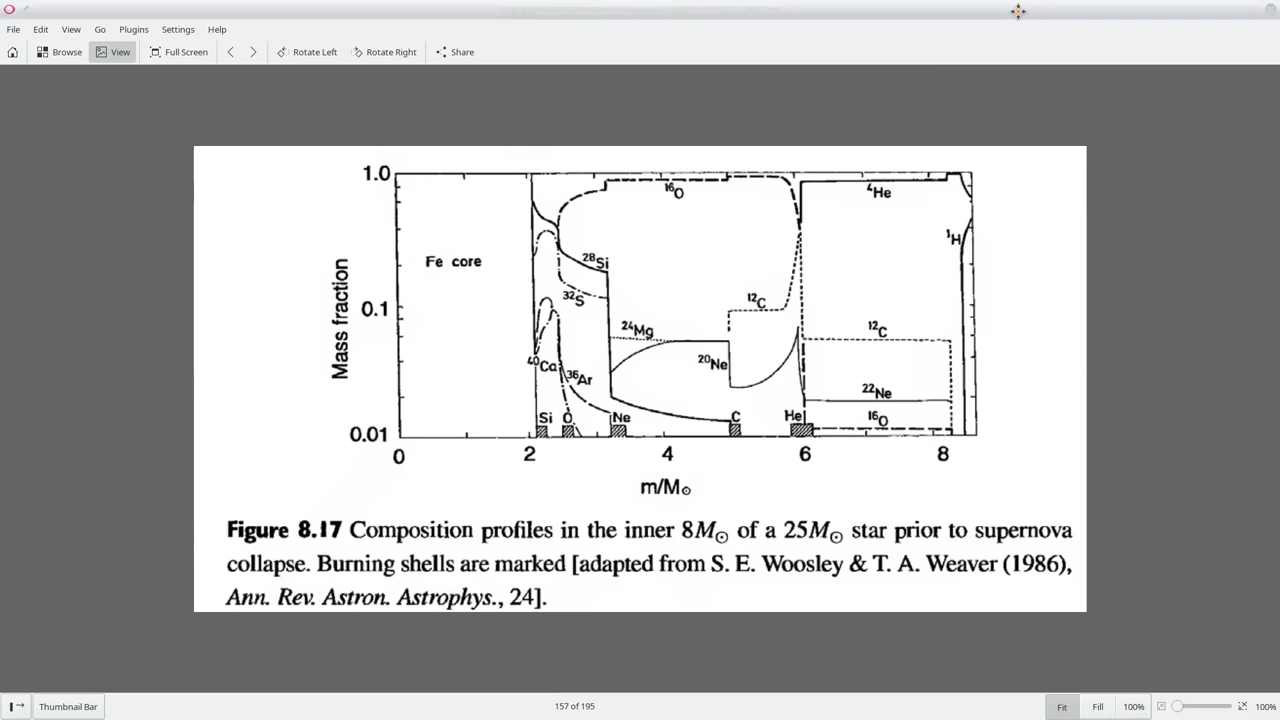 File Edit View Go Plugins Settings Help
Browse View Full Screen Rotate Left Rotate Right Share
1.0
0.1
0.01
Mass fraction
Fe core
¹⁶O
⁴He
¹H
²⁸Si
³²S
¹²C
²⁴Mg
¹²C
²⁰Ne
⁴⁰Ca
³⁶Ar
²²Ne
¹⁶O
Si O Ne C He
0 2 4 6 8
m/M⊙
Figure 8.17 Composition profiles in the inner 8M⊙ of a 25M⊙ star prior to supernova
collapse. Burning shells are marked [adapted from S. E. Woosley & T. A. Weaver (1986),
Ann. Rev. Astron. Astrophys., 24].
Thumbnail Bar 157 of 195 Fit Fill 100% 100%